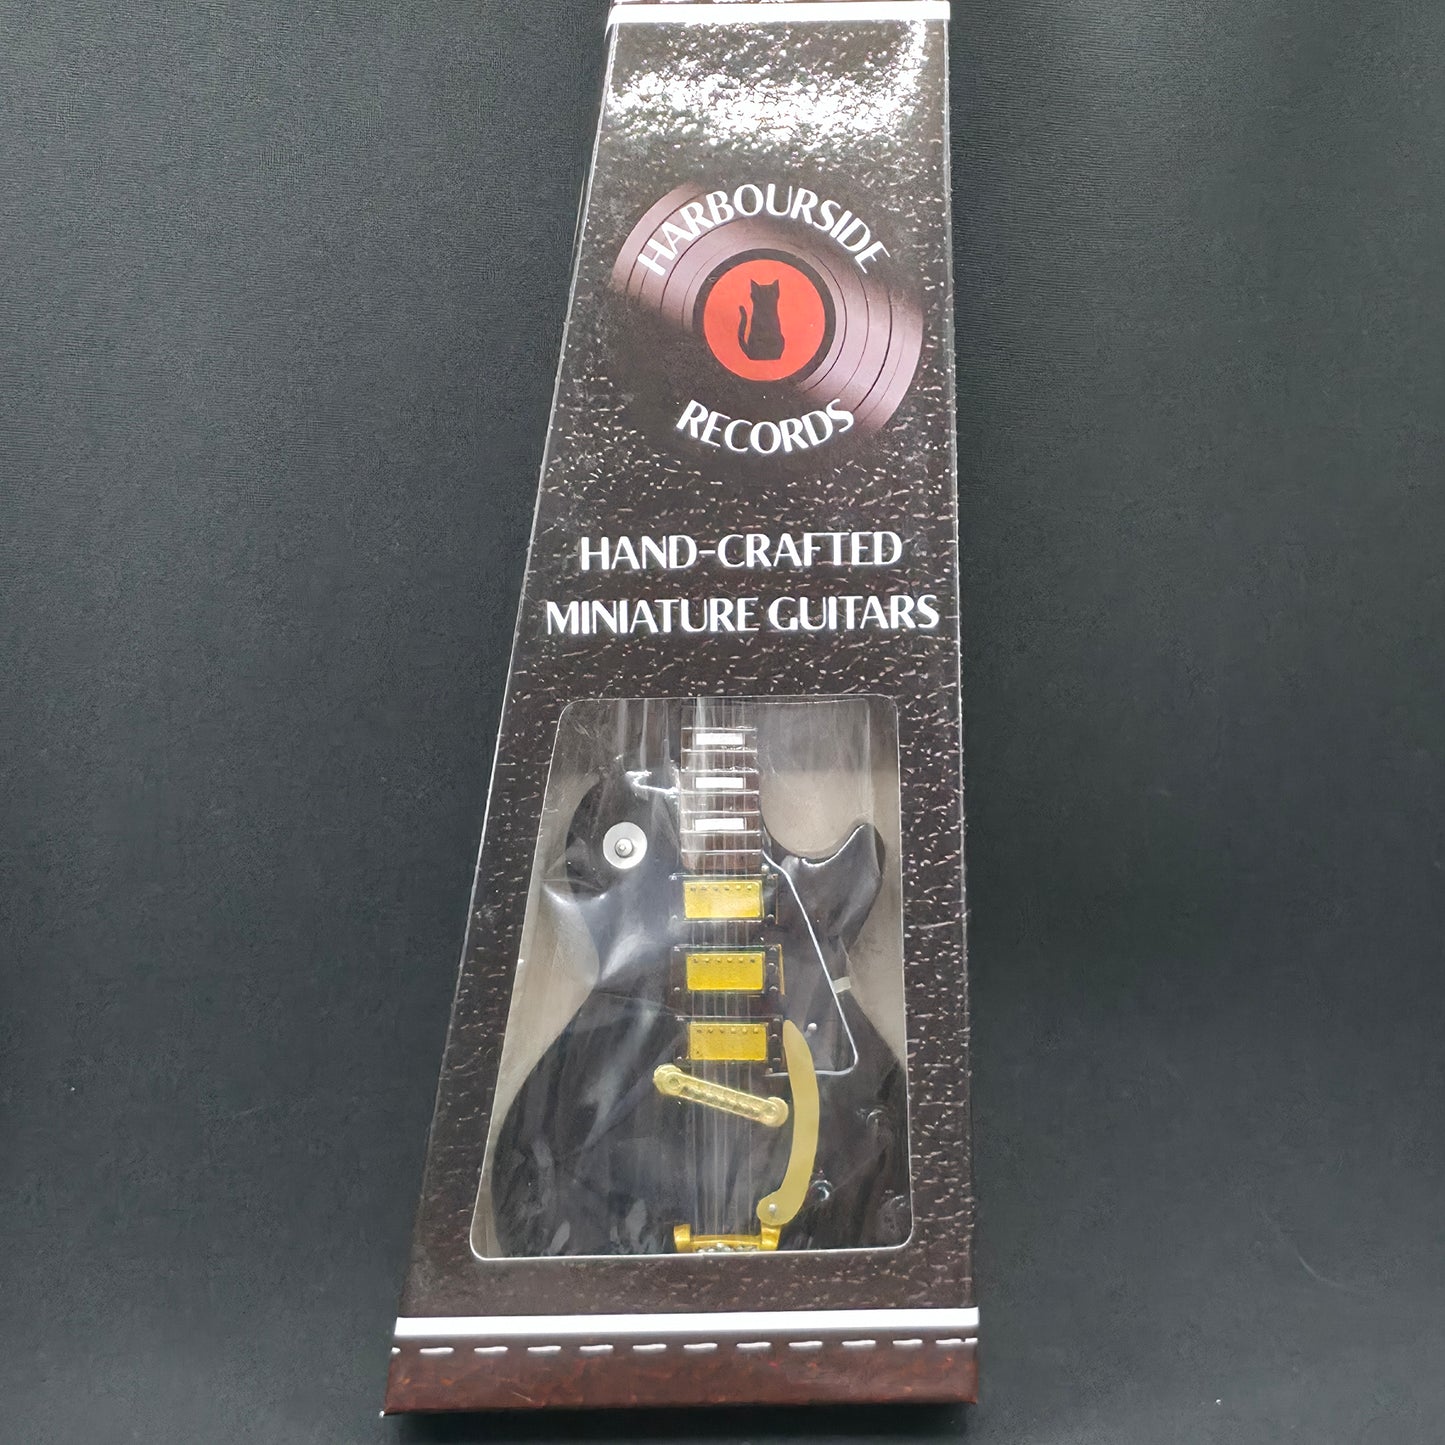 HARBOURSIDE
RECORDS
HAND-CRAFTED
MINIATURE GUITARS